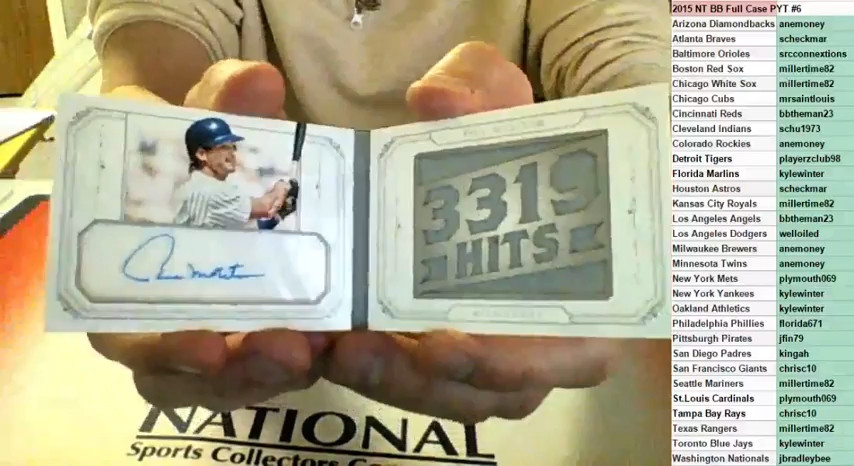 3319
HITS
Paul Molitor
NATIONAL
Sports Collectors
2015 NT BB Full Case PYT #6
Arizona Diamondbacks anemoney
Atlanta Braves scheckmar
Baltimore Orioles srcconnextions
Boston Red Sox millertime82
Chicago White Sox millertime82
Chicago Cubs mrsaintlouis
Cincinnati Reds bbtheman23
Cleveland Indians schu1973
Colorado Rockies anemoney
Detroit Tigers playerzclub98
Florida Marlins kylewinter
Houston Astros scheckmar
Kansas City Royals millertime82
Los Angeles Angels bbtheman23
Los Angeles Dodgers welloiled
Milwaukee Brewers anemoney
Minnesota Twins anemoney
New York Mets plymouth069
New York Yankees kylewinter
Oakland Athletics kylewinter
Philadelphia Phillies florida671
Pittsburgh Pirates jfin79
San Diego Padres kingah
San Francisco Giants chrisc10
Seattle Mariners millertime82
St.Louis Cardinals plymouth069
Tampa Bay Rays chrisc10
Texas Rangers millertime82
Toronto Blue Jays kylewinter
Washington Nationals jbradleybee